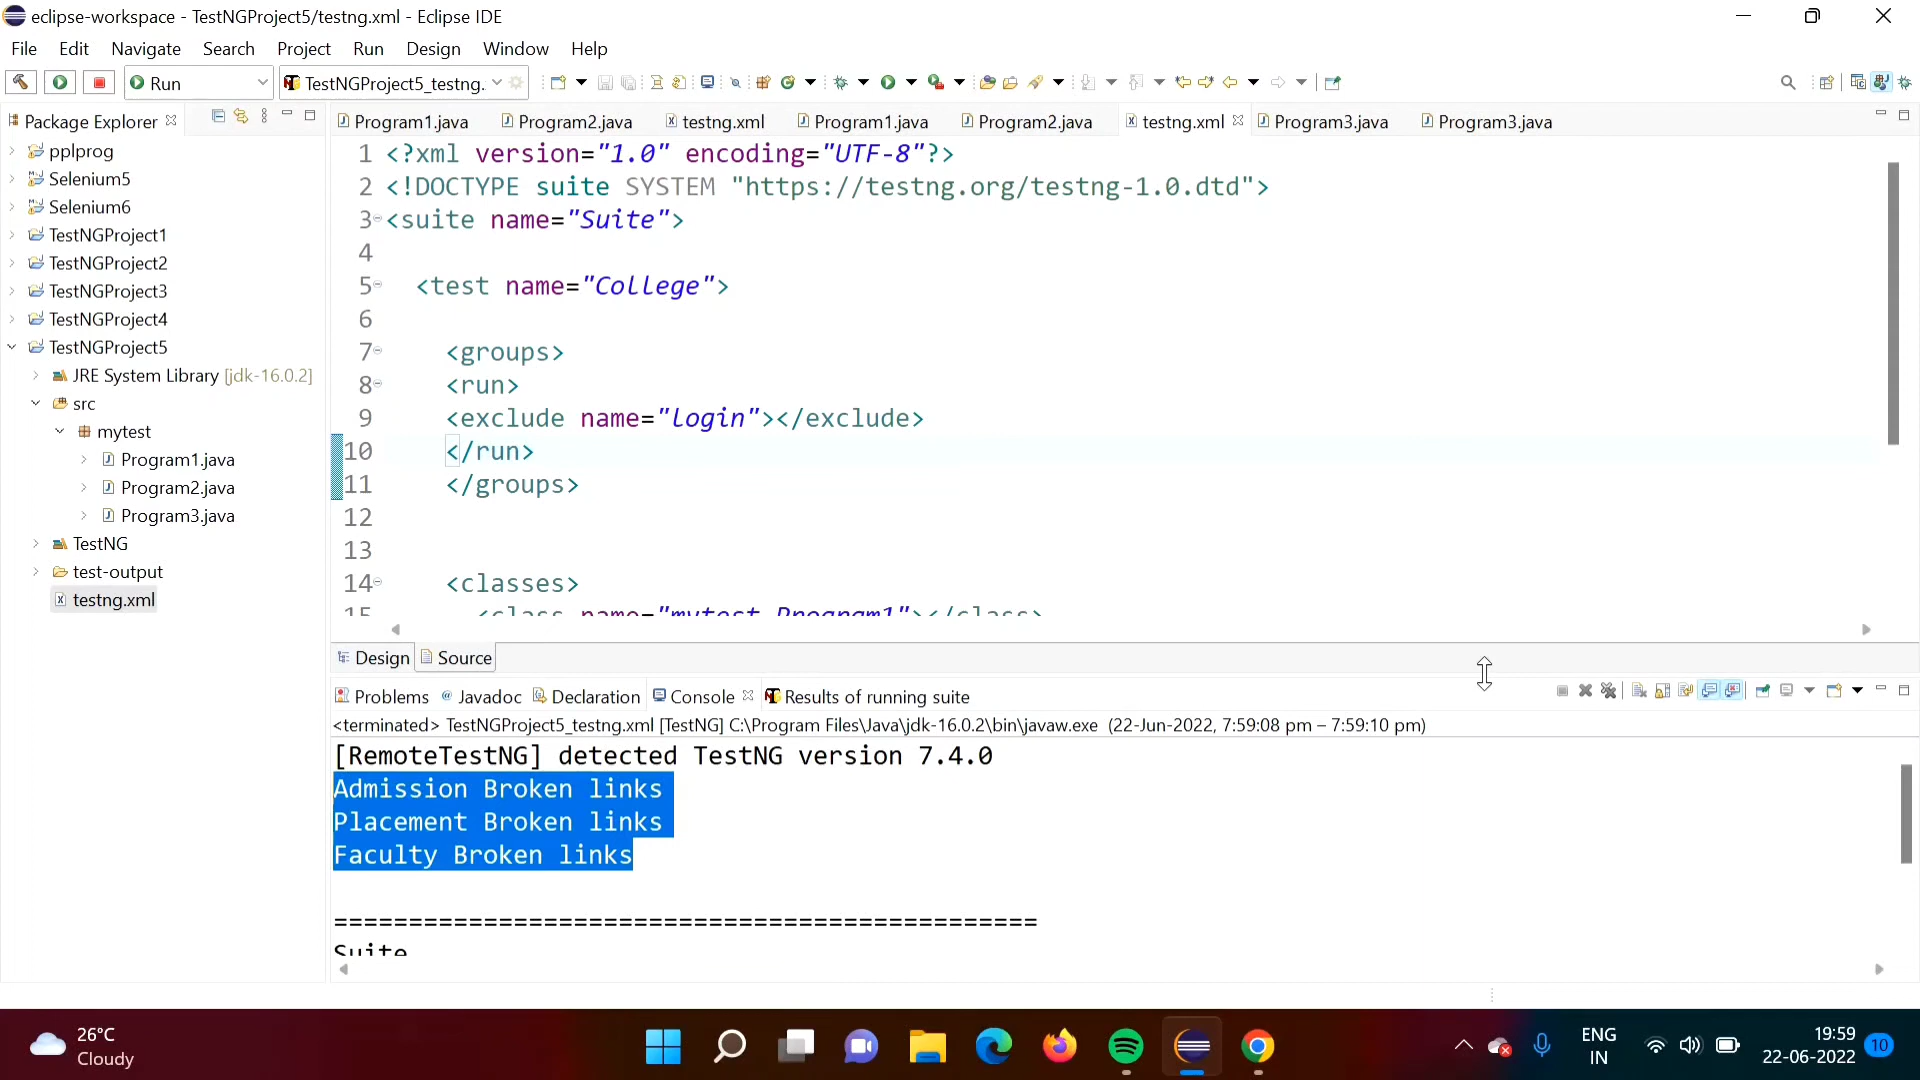 eclipse-workspace - TestNGProject5/testng.xml - Eclipse IDE
File Edit Navigate Search Project Run Design Window Help
Run TestNGProject5_testng.
Package Explorer
pplprog
Selenium5
Selenium6
TestNGProject1
TestNGProject2
TestNGProject3
TestNGProject4
TestNGProject5
JRE System Library [jdk-16.0.2]
src
mytest
Program1.java
Program2.java
Program3.java
TestNG
test-output
testng.xml
Program1.java Program2.java testng.xml Program1.java Program2.java testng.xml Program3.java Program3.java
1 <?xml version="1.0" encoding="UTF-8"?>
2 <!DOCTYPE suite SYSTEM "https://testng.org/testng-1.0.dtd">
3 <suite name="Suite">
4
5 <test name="College">
6
7 <groups>
8 <run>
9 <exclude name="login"></exclude>
10 </run>
11 </groups>
12
13
14 <classes>
15 <class name="mytest.Program1"></class>
Design Source
Problems Javadoc Declaration Console Results of running suite
<terminated> TestNGProject5_testng.xml [TestNG] C:\Program Files\Java\jdk-16.0.2\bin\javaw.exe (22-Jun-2022, 7:59:08 pm – 7:59:10 pm)
[RemoteTestNG] detected TestNG version 7.4.0
Admission Broken links
Placement Broken links
Faculty Broken links
===============================================
Suite
26°C
Cloudy
ENG
IN
19:59
22-06-2022
10